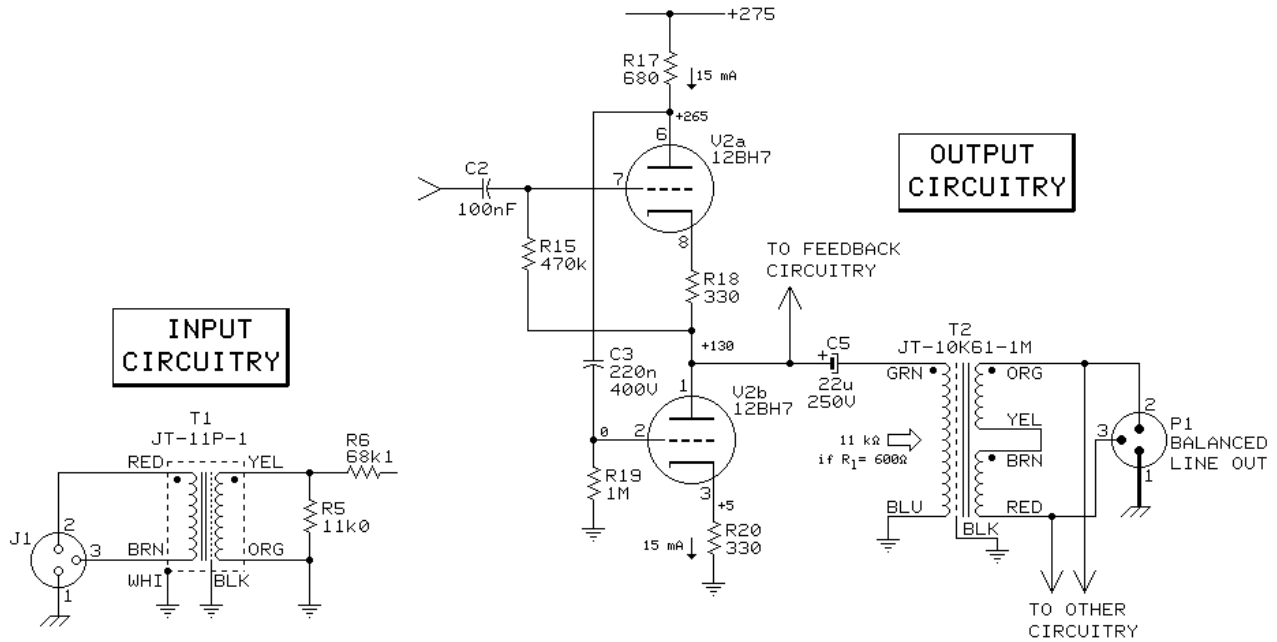 +275
R17
680
15 mA
+265
6
V2a
12BH7
OUTPUT
CIRCUITRY
C2
7
100nF
8
R15
470k
TO FEEDBACK
CIRCUITRY
R18
330
INPUT
CIRCUITRY
+130
C3
220n
400V
1
V2b
12BH7
+
C5
22u
250V
T2
JT-10K61-1M
GRN
ORG
YEL
BRN
RED
BLU
BLK
11 kΩ
if R₁= 600Ω
2
3
1
P1
BALANCED
LINE OUT
0
2
3
R19
1M
+5
R20
330
15 mA
T1
JT-11P-1
RED
YEL
R6
68k1
R5
11k0
J1
2
3
1
BRN
ORG
WHI
BLK
TO OTHER
CIRCUITRY